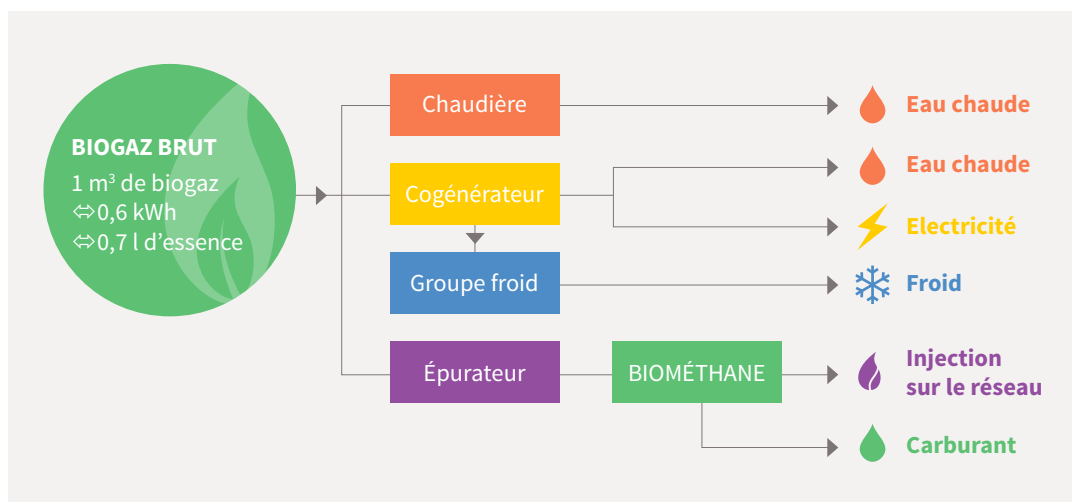 BIOGAZ BRUT
1 m³ de biogaz
⇔0,6 kWh
⇔0,7 l d’essence
Chaudière
Eau chaude
Cogénérateur
Eau chaude
Electricité
Groupe froid
Froid
Épurateur
BIOMÉTHANE
Injection
sur le réseau
Carburant